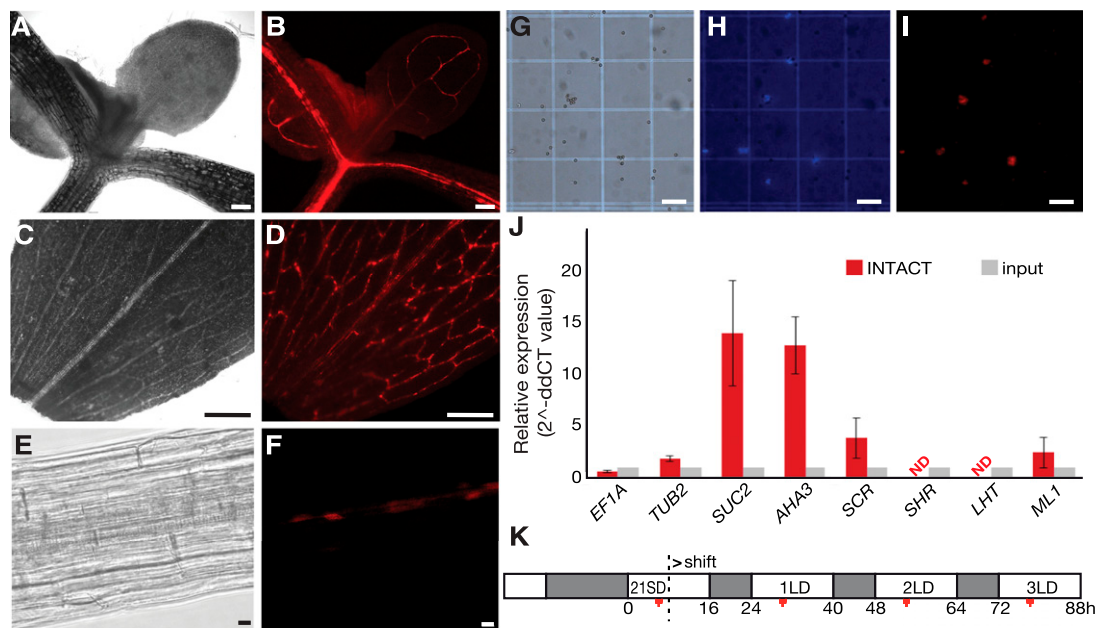 A
B
G
H
I
C
D
J
Relative expression
(2^-ddCT value)
20
15
10
5
0
INTACT
input
ND
ND
EF1A
TUB2
SUC2
AHA3
SCR
SHR
LHT
ML1
E
F
K
> shift
21SD
1LD
2LD
3LD
0
16
24
40
48
64
72
88h